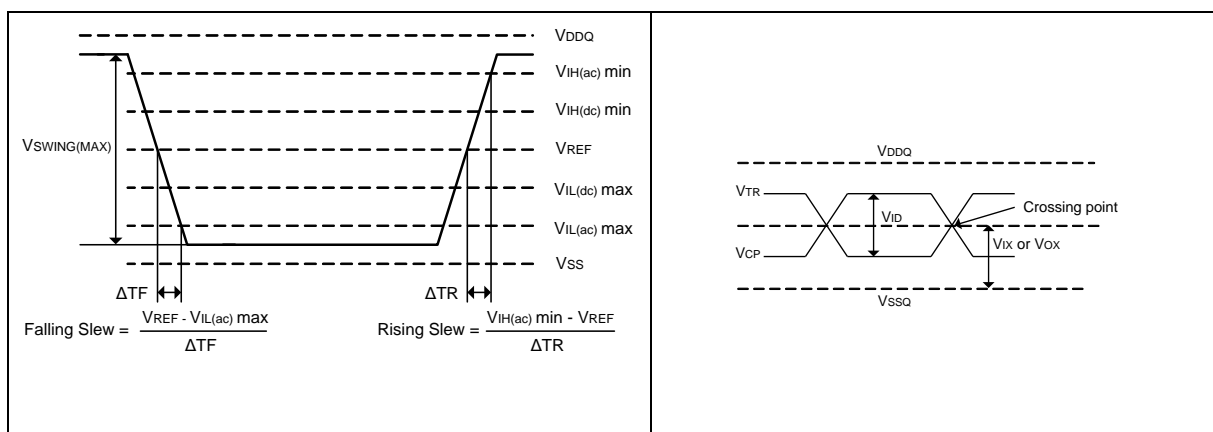 VDDQ
VIH(ac) min
VIH(dc) min
VSWING(MAX)
VREF
VIL(dc) max
VIL(ac) max
VSS
ΔTF
ΔTR
Falling Slew = VREF - VIL(ac) max
ΔTF
Rising Slew = VIH(ac) min - VREF
ΔTR
VDDQ
VTR
VID
Crossing point
VCP
VIX or VOX
VSSQ